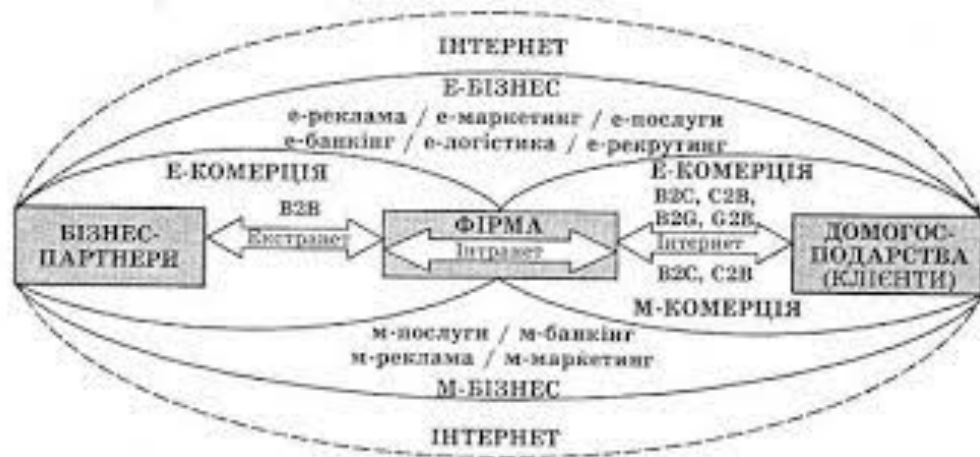 ІНТЕРНЕТ
Е-БІЗНЕС
е-реклама / е-маркетинг / е-послуги
е-банкінг / е-логістика / е-рекрутинг
Е-КОМЕРЦІЯ
Е-КОМЕРЦІЯ
B2B
B2C, C2B,
B2G, G2B,
БІЗНЕС-
ПАРТНЕРИ
Екстранет
ФІРМА
Інтранет
Інтернет
ДОМОГОС-
ПОДАРСТВА
(КЛІЄНТИ)
B2C, C2B
М-КОМЕРЦІЯ
м-послуги / м-банкінг
м-реклама / м-маркетинг
М-БІЗНЕС
ІНТЕРНЕТ